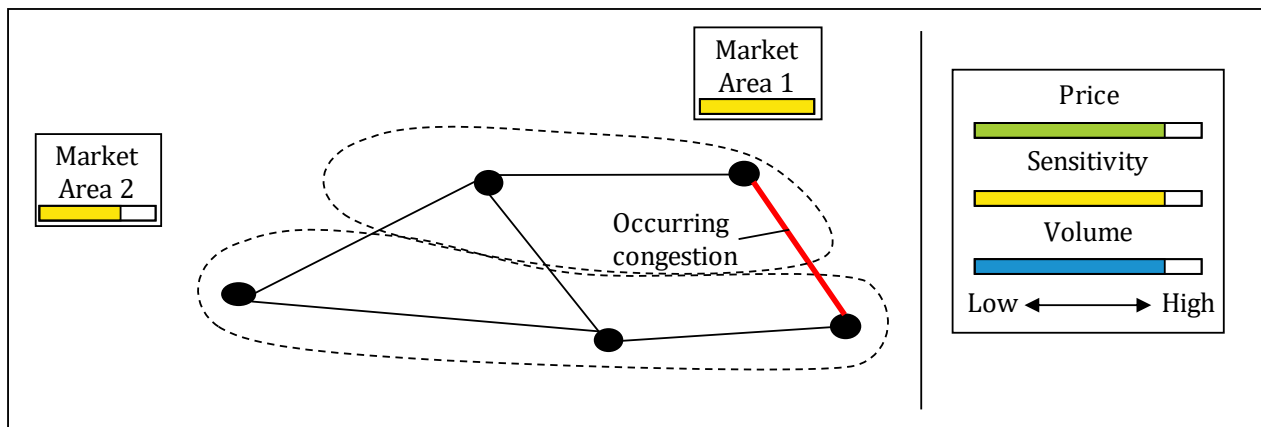 Market
Area 1
Market
Area 2
Occurring
congestion
Price
Sensitivity
Volume
Low High